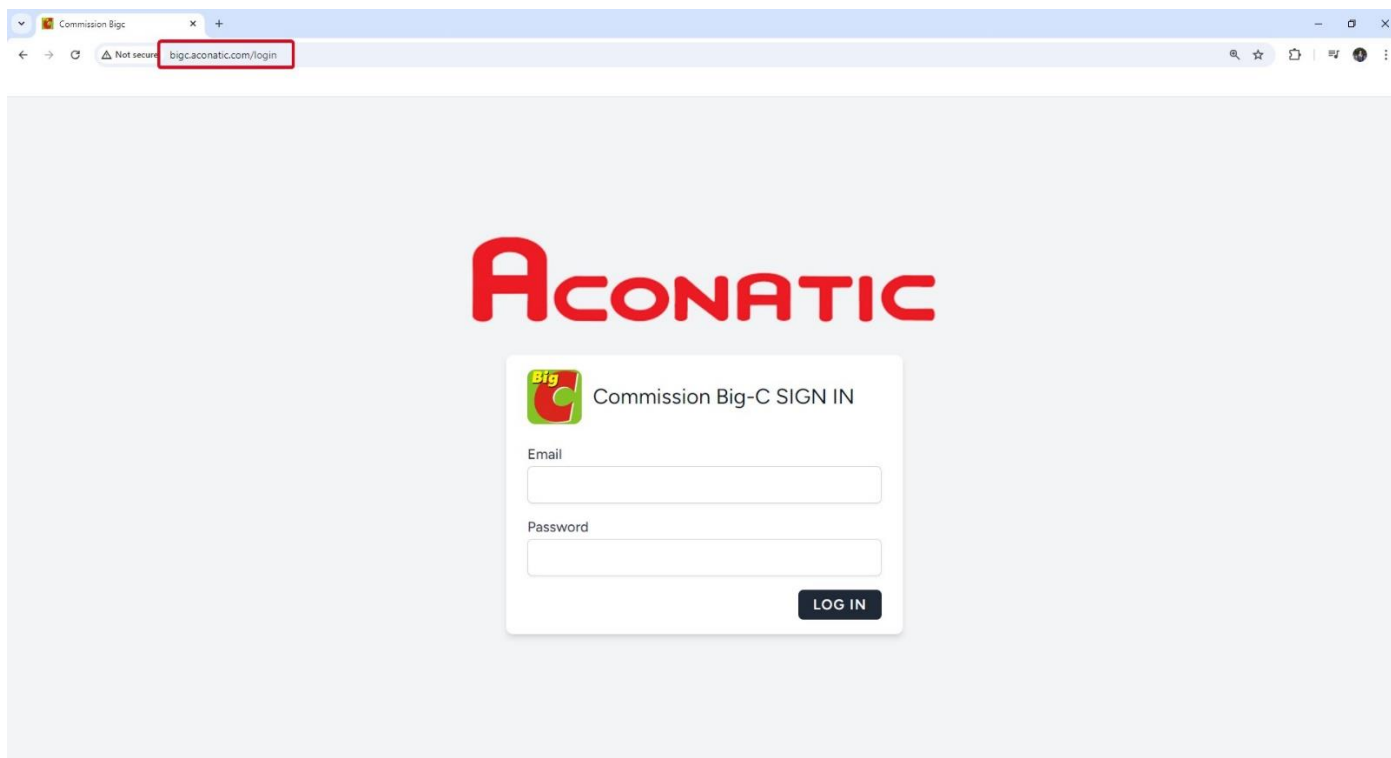 Commission Bigc
Not secure bigc.aconatic.com/login
ACONATIC
Big C Commission Big-C SIGN IN
Email
Password
LOG IN